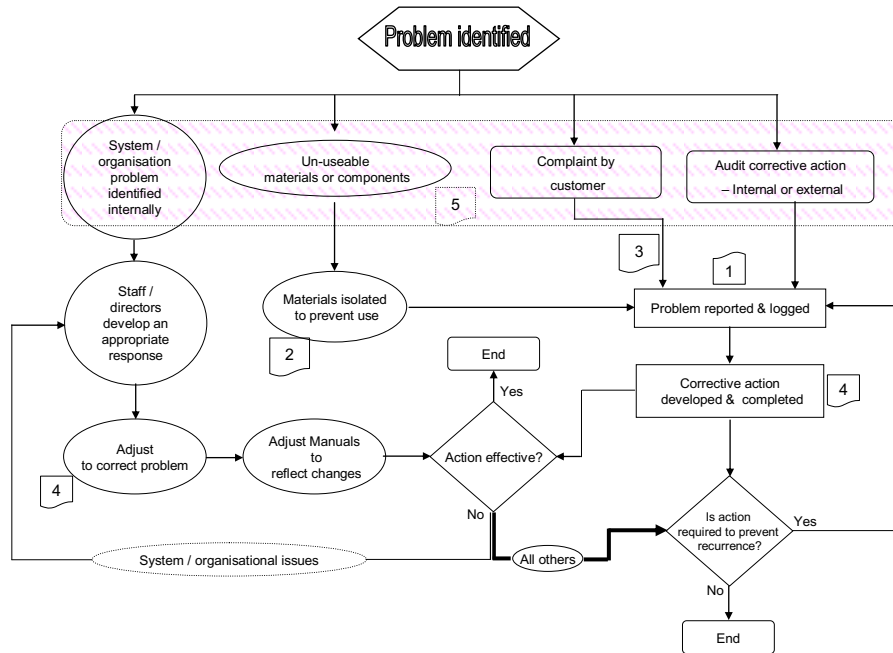 Problem identified
System /
organisation
problem
identified
internally
Un-useable
materials or components
Complaint by
customer
Audit corrective action
– Internal or external
5
3
1
Staff /
directors
develop an
appropriate
response
Materials isolated
to prevent use
Problem reported & logged
2
End
Yes
Corrective action
developed & completed
4
Adjust
to correct problem
4
Adjust Manuals
to
reflect changes
Action effective?
No
Is action
required to prevent
recurrence?
Yes
System / organisational issues
All others
No
End